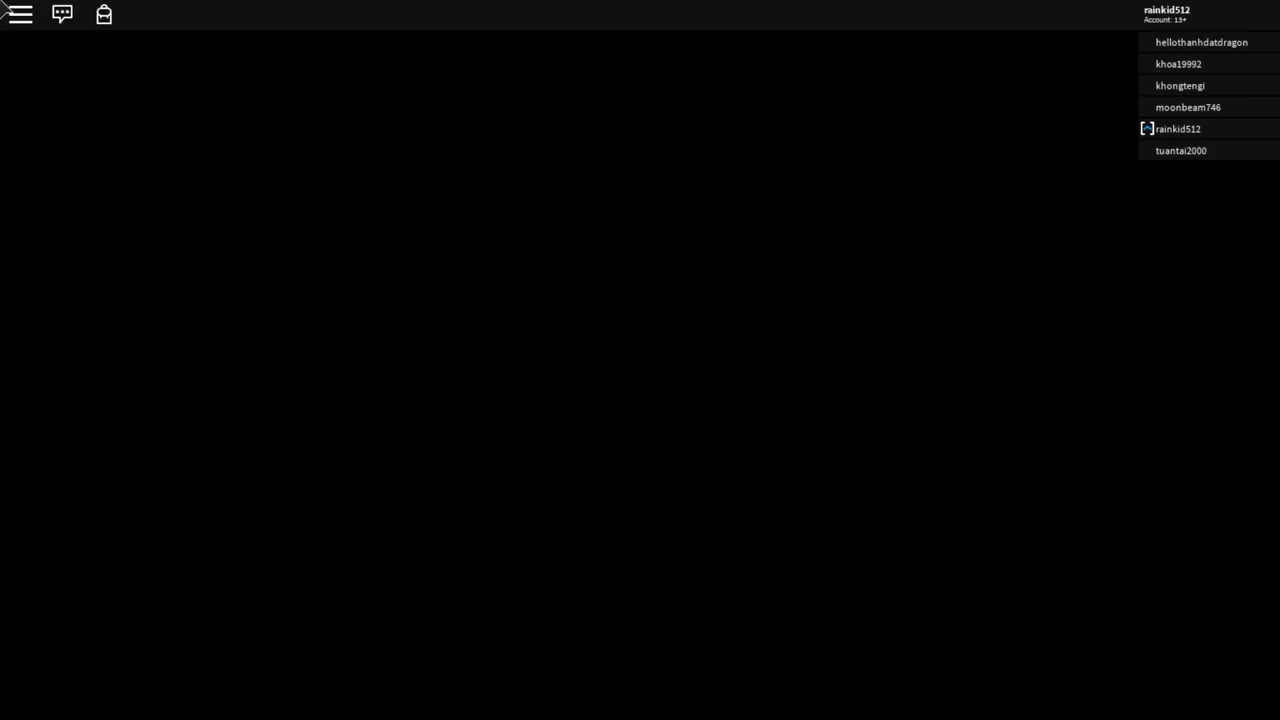 rainkid512
Account: 13+
hellothanhdatdragon
khoa19992
khongtengi
moonbeam746
rainkid512
tuantai2000